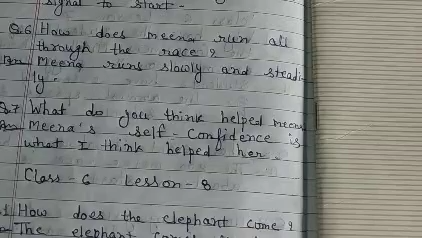 signal to start -
Q.6 How does meena run all
through the race ?
Ans Meena runs slowly and steadi
ly.
Q.7 What do you think helped meena
Ans Meena's self - Confidence is
what I think helped her.
Class - 6 Lesson - 8
How does the elephant come ?
The elephant